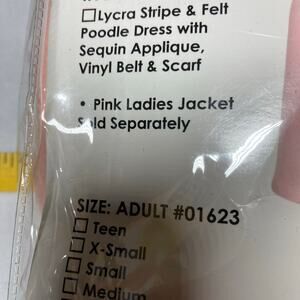 ☐Lycra Stripe & Felt
Poodle Dress with
Sequin Applique,
Vinyl Belt & Scarf
• Pink Ladies Jacket
Sold Separately
SIZE: ADULT #01623
☐ Teen
☐ X-Small
☐ Small
☐ Medium